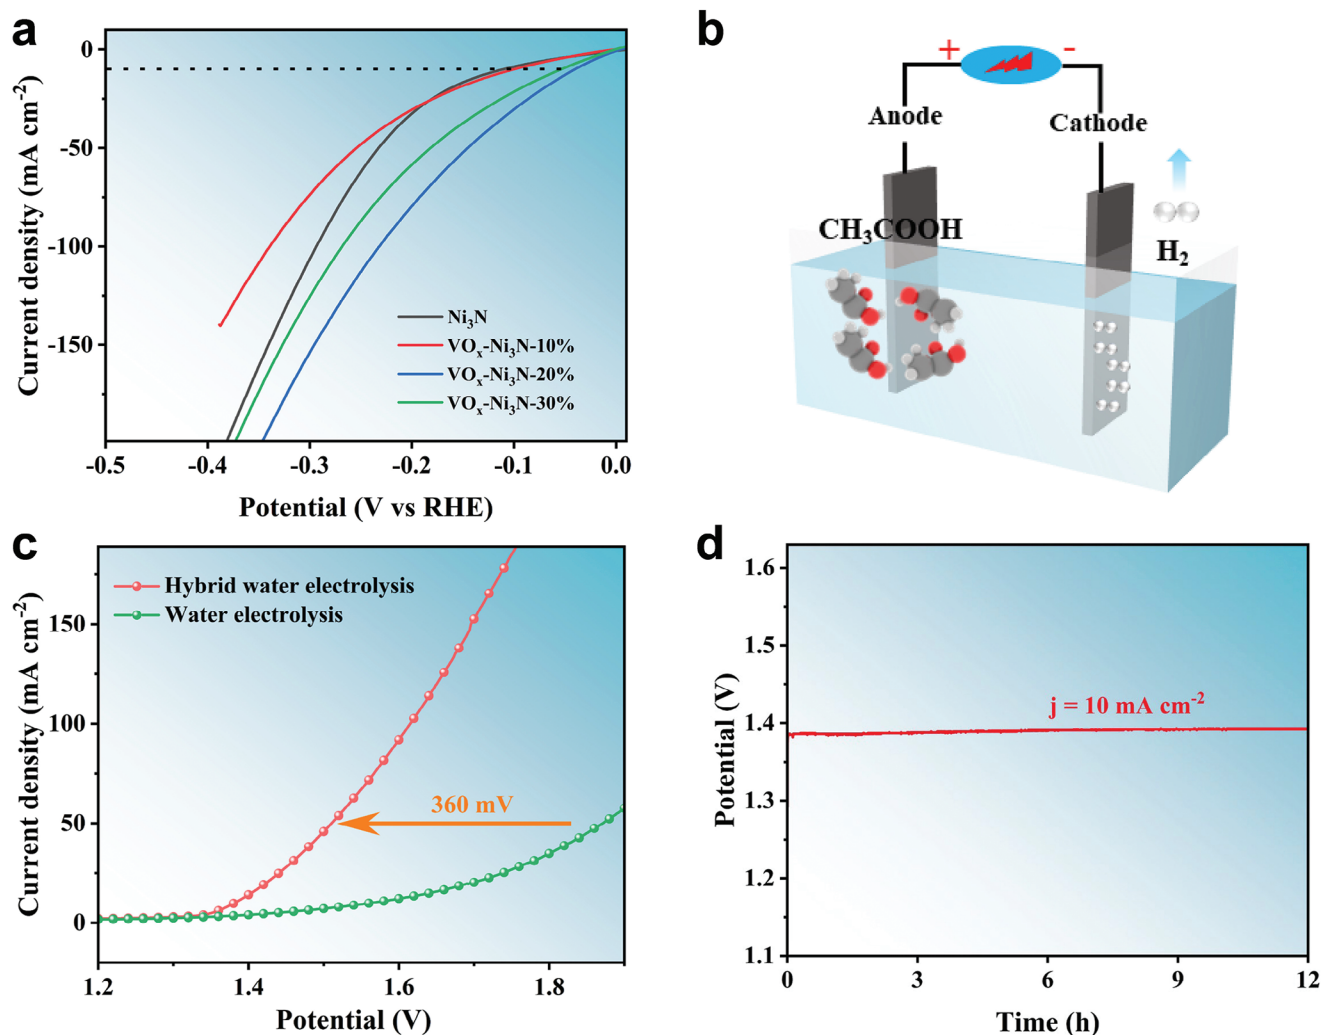 a
0
-50
-100
-150
Current density (mA cm⁻²)
Ni₃N
VOₓ-Ni₃N-10%
VOₓ-Ni₃N-20%
VOₓ-Ni₃N-30%
-0.5 -0.4 -0.3 -0.2 -0.1 0.0
Potential (V vs RHE)
b
+ -
Anode
Cathode
CH₃COOH
H₂
c
Hybrid water electrolysis
Water electrolysis
150
100
50
0
Current density (mA cm⁻²)
360 mV
1.2 1.4 1.6 1.8
Potential (V)
d
1.6
1.5
1.4
1.3
1.2
1.1
Potential (V)
j = 10 mA cm⁻²
0 3 6 9 12
Time (h)